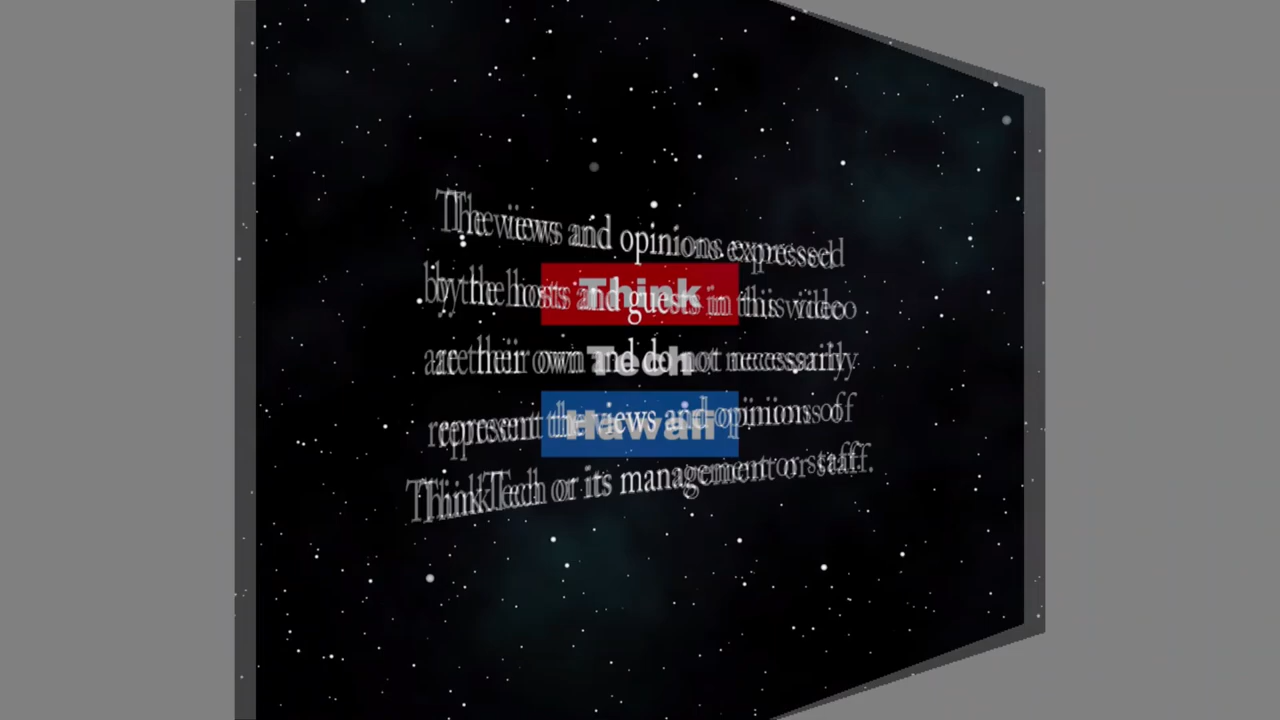 The views and opinions expressed
by the hosts and guests in this video
are their own and do not necessarily
represent the views and opinions of
ThinkTech or its management or staff.
Think
Tech
Hawaii